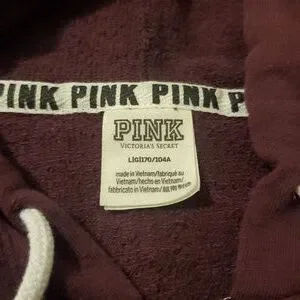 PINK PINK PINK P
PINK
VICTORIA'S SECRET
L|G|170/104A
made in Vietnam/fabriqué au
Vietnam/hecho en Vietnam/
fabbricato in Vietnam/